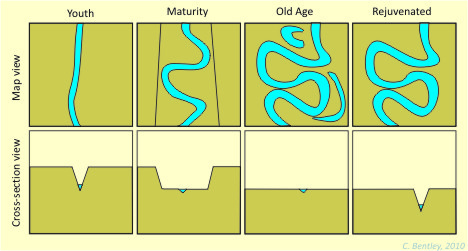 Youth
Maturity
Old Age
Rejuvenated
Map view
Cross-section view
C. Bentley, 2010